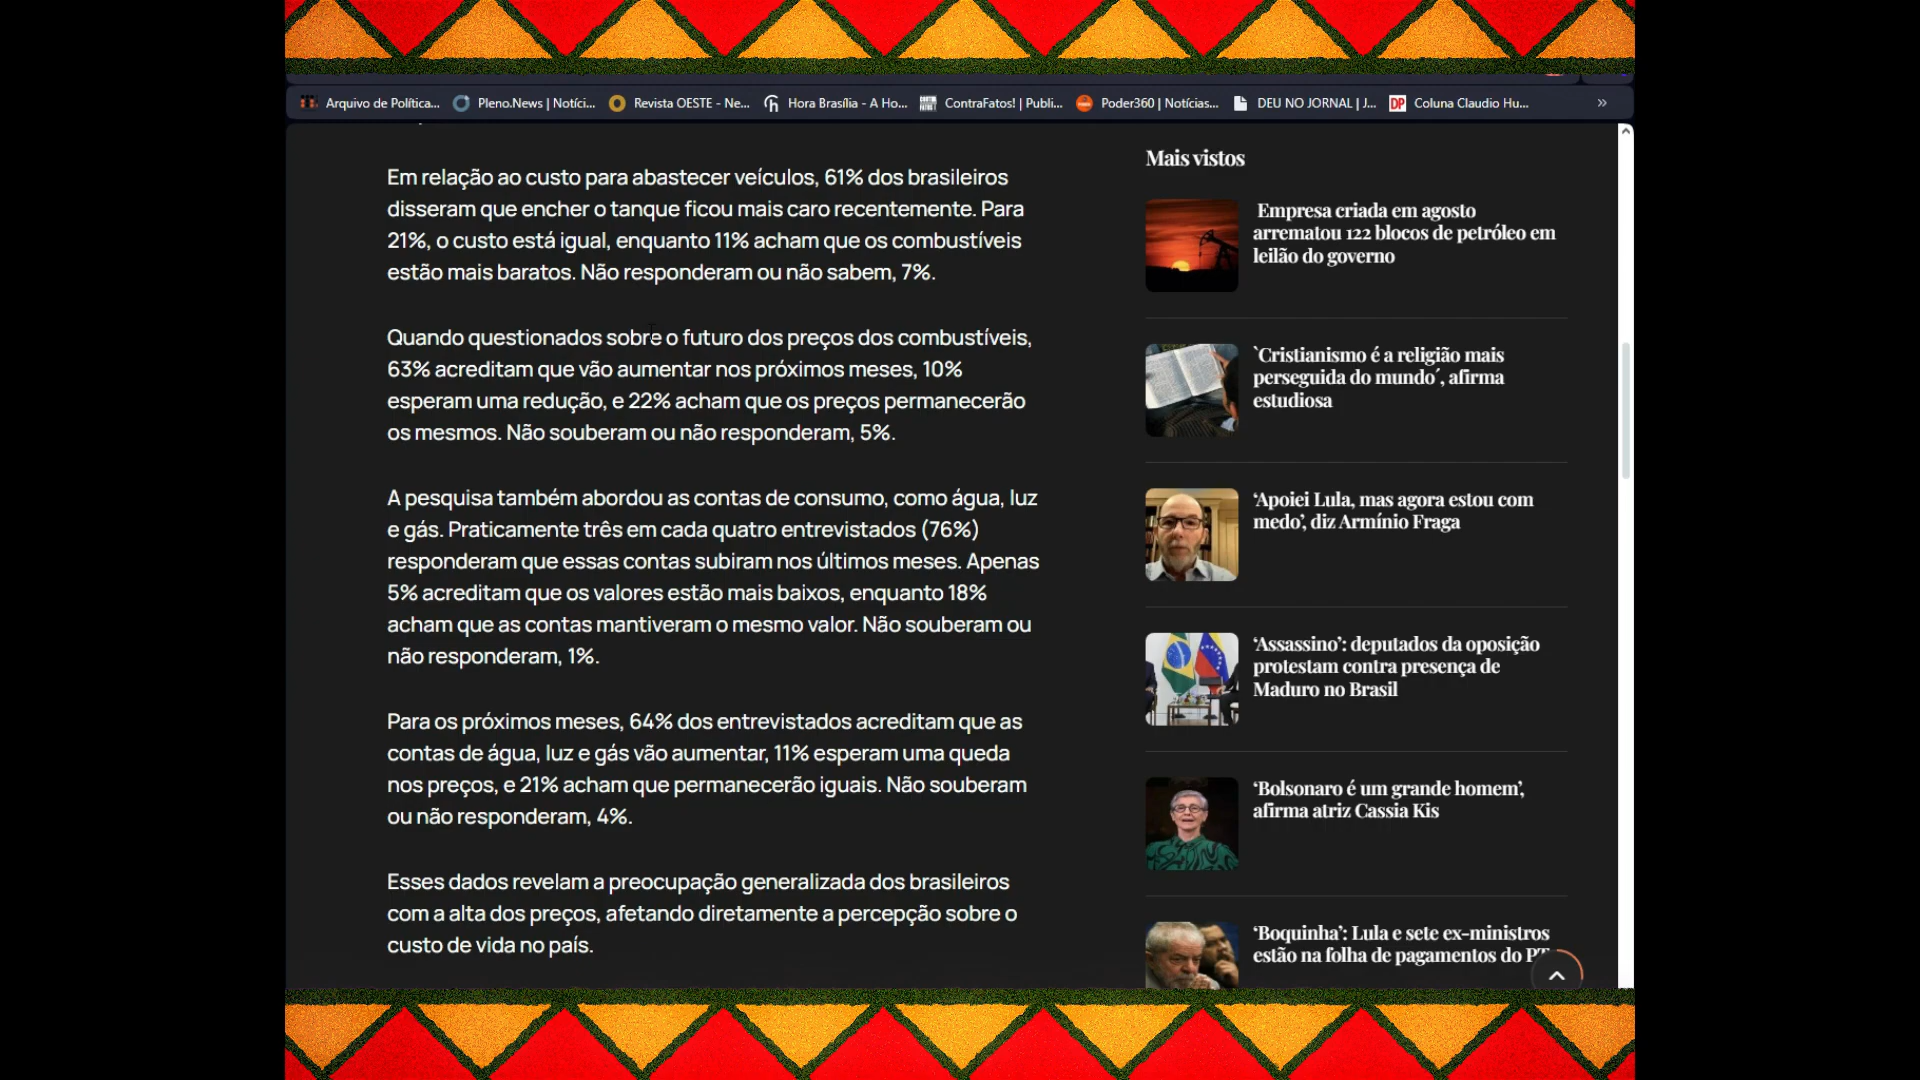 Arquivo de Política...
Pleno.News | Notíci...
Revista OESTE - Ne...
Hora Brasília - A Ho...
ContraFatos! | Publi...
Poder360 | Notícias...
DEU NO JORNAL | J...
DP
Coluna Claudio Hu...
»
Em relação ao custo para abastecer veículos, 61% dos brasileiros
disseram que encher o tanque ficou mais caro recentemente. Para
21%, o custo está igual, enquanto 11% acham que os combustíveis
estão mais baratos. Não responderam ou não sabem, 7%.
Quando questionados sobre o futuro dos preços dos combustíveis,
63% acreditam que vão aumentar nos próximos meses, 10%
esperam uma redução, e 22% acham que os preços permanecerão
os mesmos. Não souberam ou não responderam, 5%.
A pesquisa também abordou as contas de consumo, como água, luz
e gás. Praticamente três em cada quatro entrevistados (76%)
responderam que essas contas subiram nos últimos meses. Apenas
5% acreditam que os valores estão mais baixos, enquanto 18%
acham que as contas mantiveram o mesmo valor. Não souberam ou
não responderam, 1%.
Para os próximos meses, 64% dos entrevistados acreditam que as
contas de água, luz e gás vão aumentar, 11% esperam uma queda
nos preços, e 21% acham que permanecerão iguais. Não souberam
ou não responderam, 4%.
Esses dados revelam a preocupação generalizada dos brasileiros
com a alta dos preços, afetando diretamente a percepção sobre o
custo de vida no país.
Mais vistos
Empresa criada em agosto
arrematou 122 blocos de petróleo em
leilão do governo
`Cristianismo é a religião mais
perseguida do mundo´, afirma
estudiosa
‘Apoiei Lula, mas agora estou com
medo’, diz Armínio Fraga
‘Assassino’: deputados da oposição
protestam contra presença de
Maduro no Brasil
‘Bolsonaro é um grande homem’,
afirma atriz Cassia Kis
‘Boquinha’: Lula e sete ex-ministros
estão na folha de pagamentos do PT